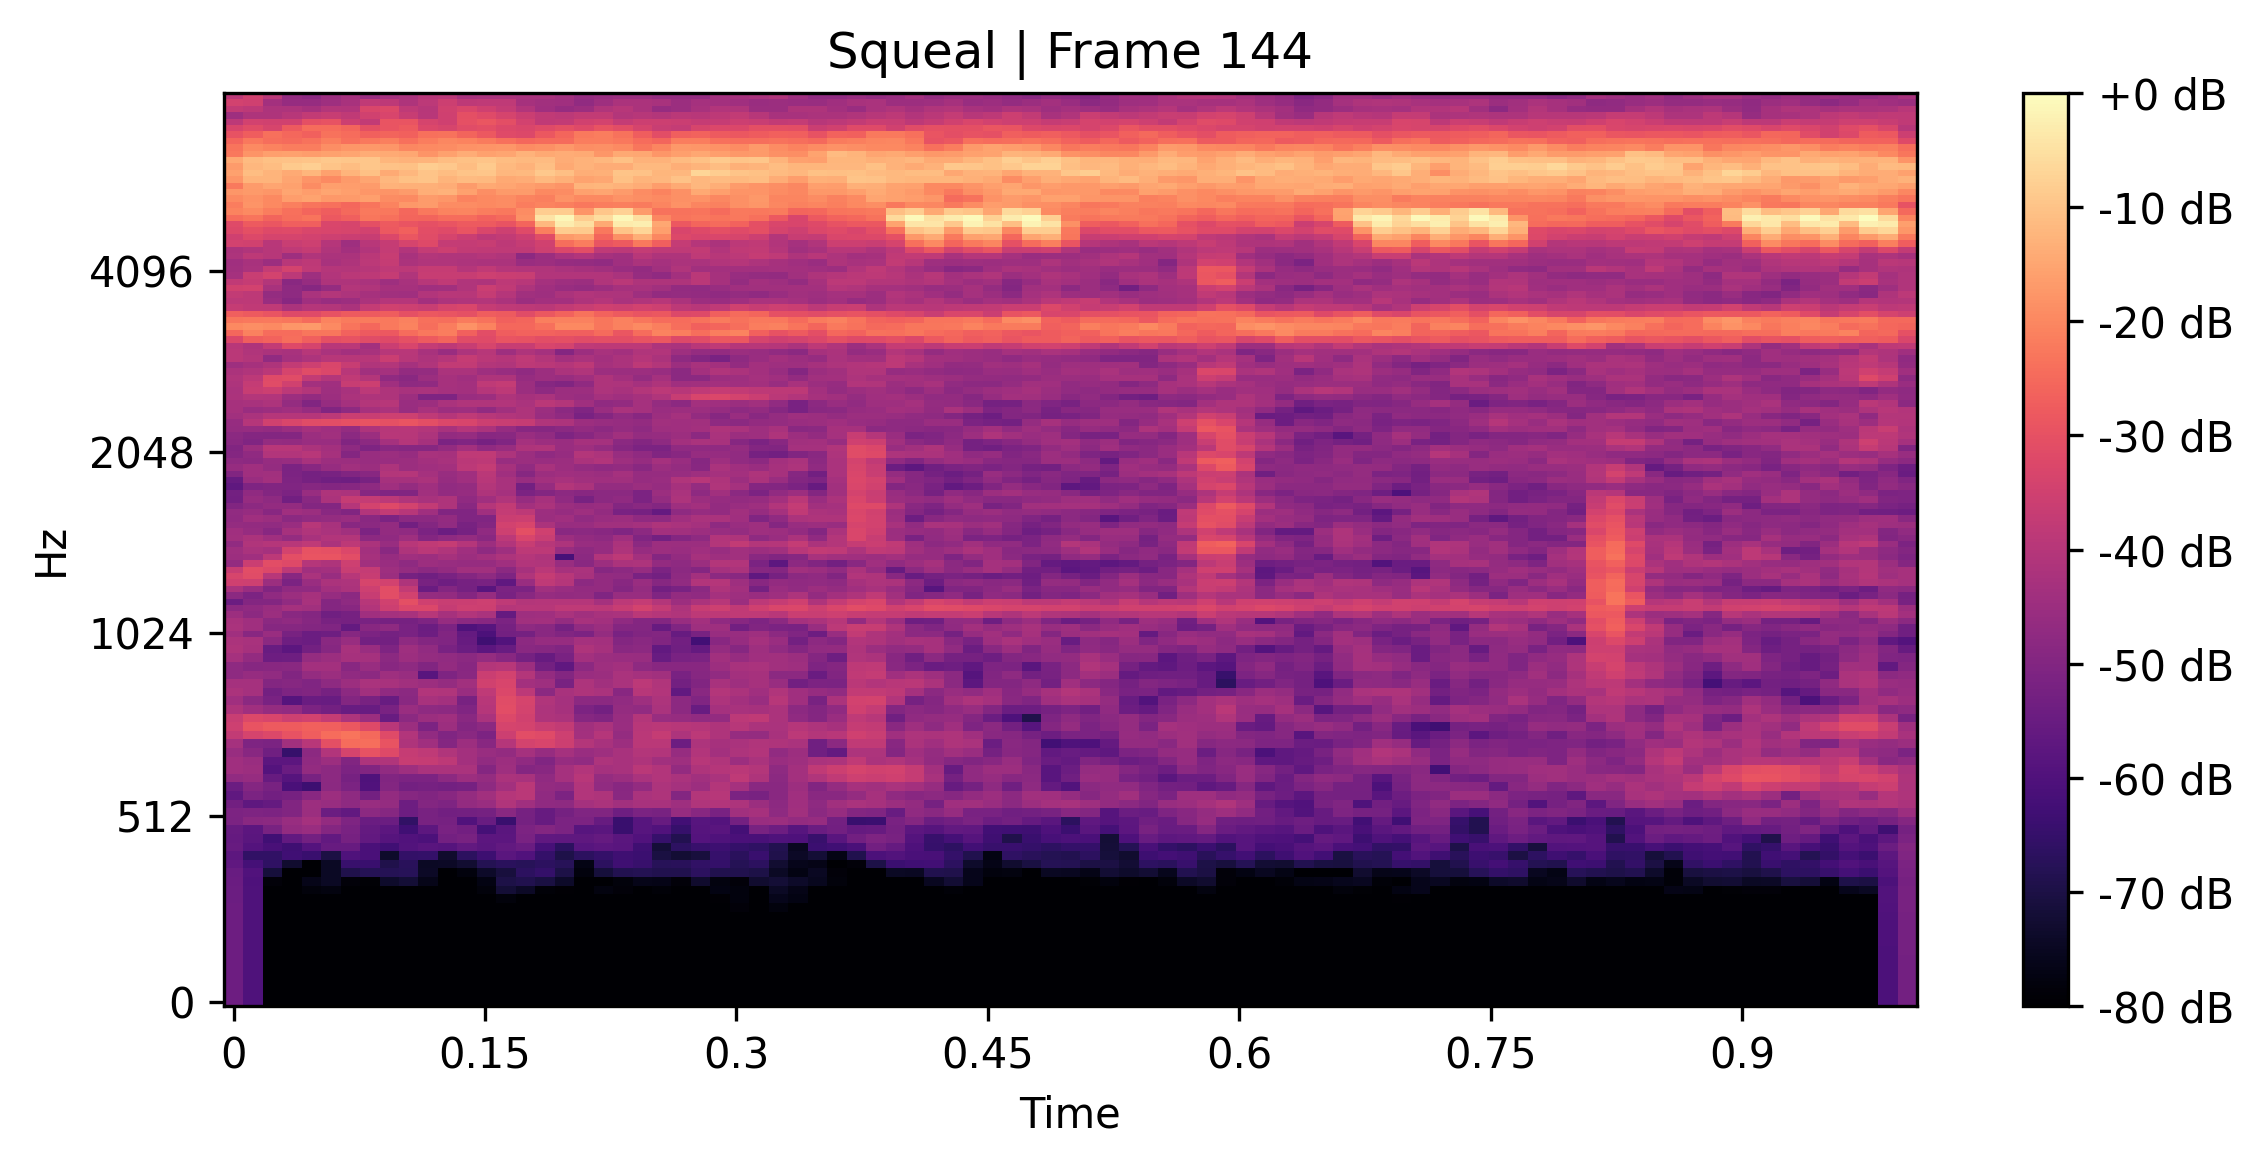 Squeal | Frame 144
+0 dB
-10 dB
-20 dB
-30 dB
-40 dB
-50 dB
-60 dB
-70 dB
-80 dB
Hz
4096
2048
1024
512
0
0 0.15 0.3 0.45 0.6 0.75 0.9
Time